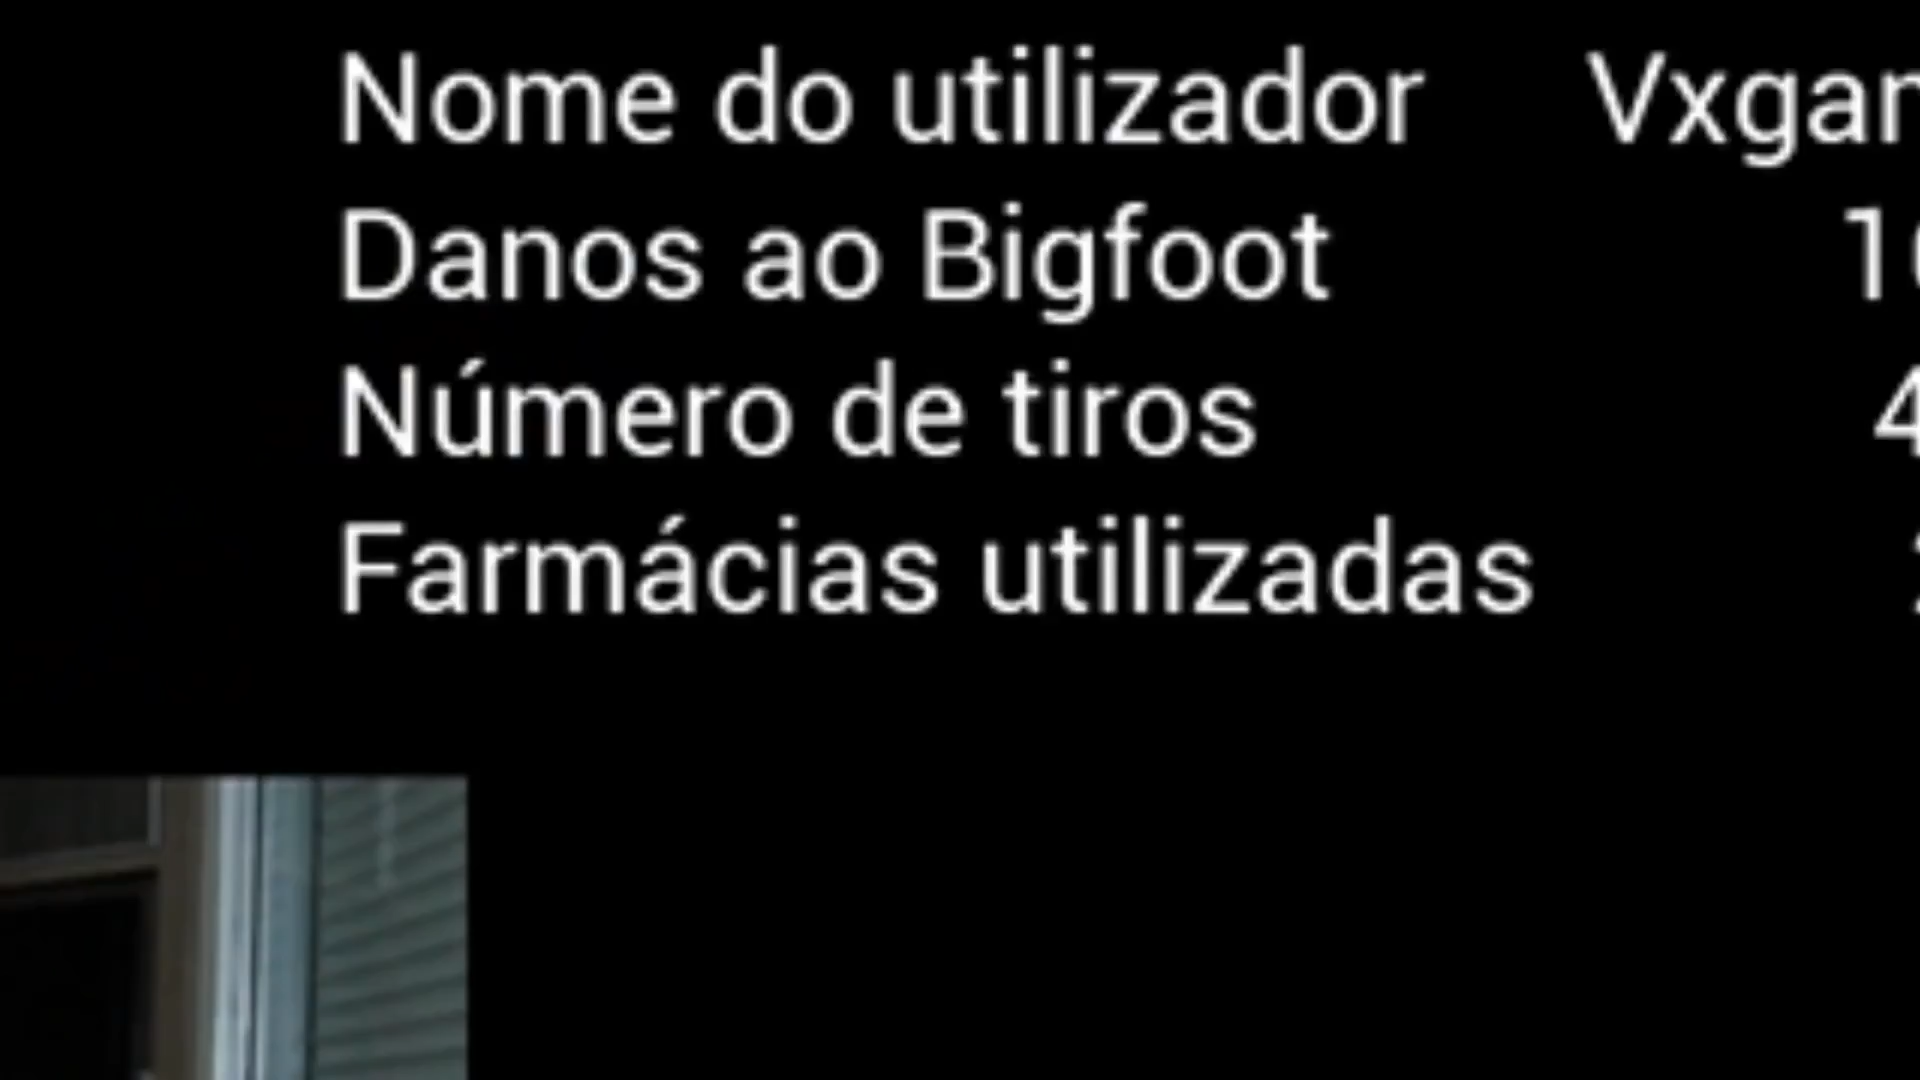 Nome do utilizador
Danos ao Bigfoot
Número de tiros
Farmácias utilizadas